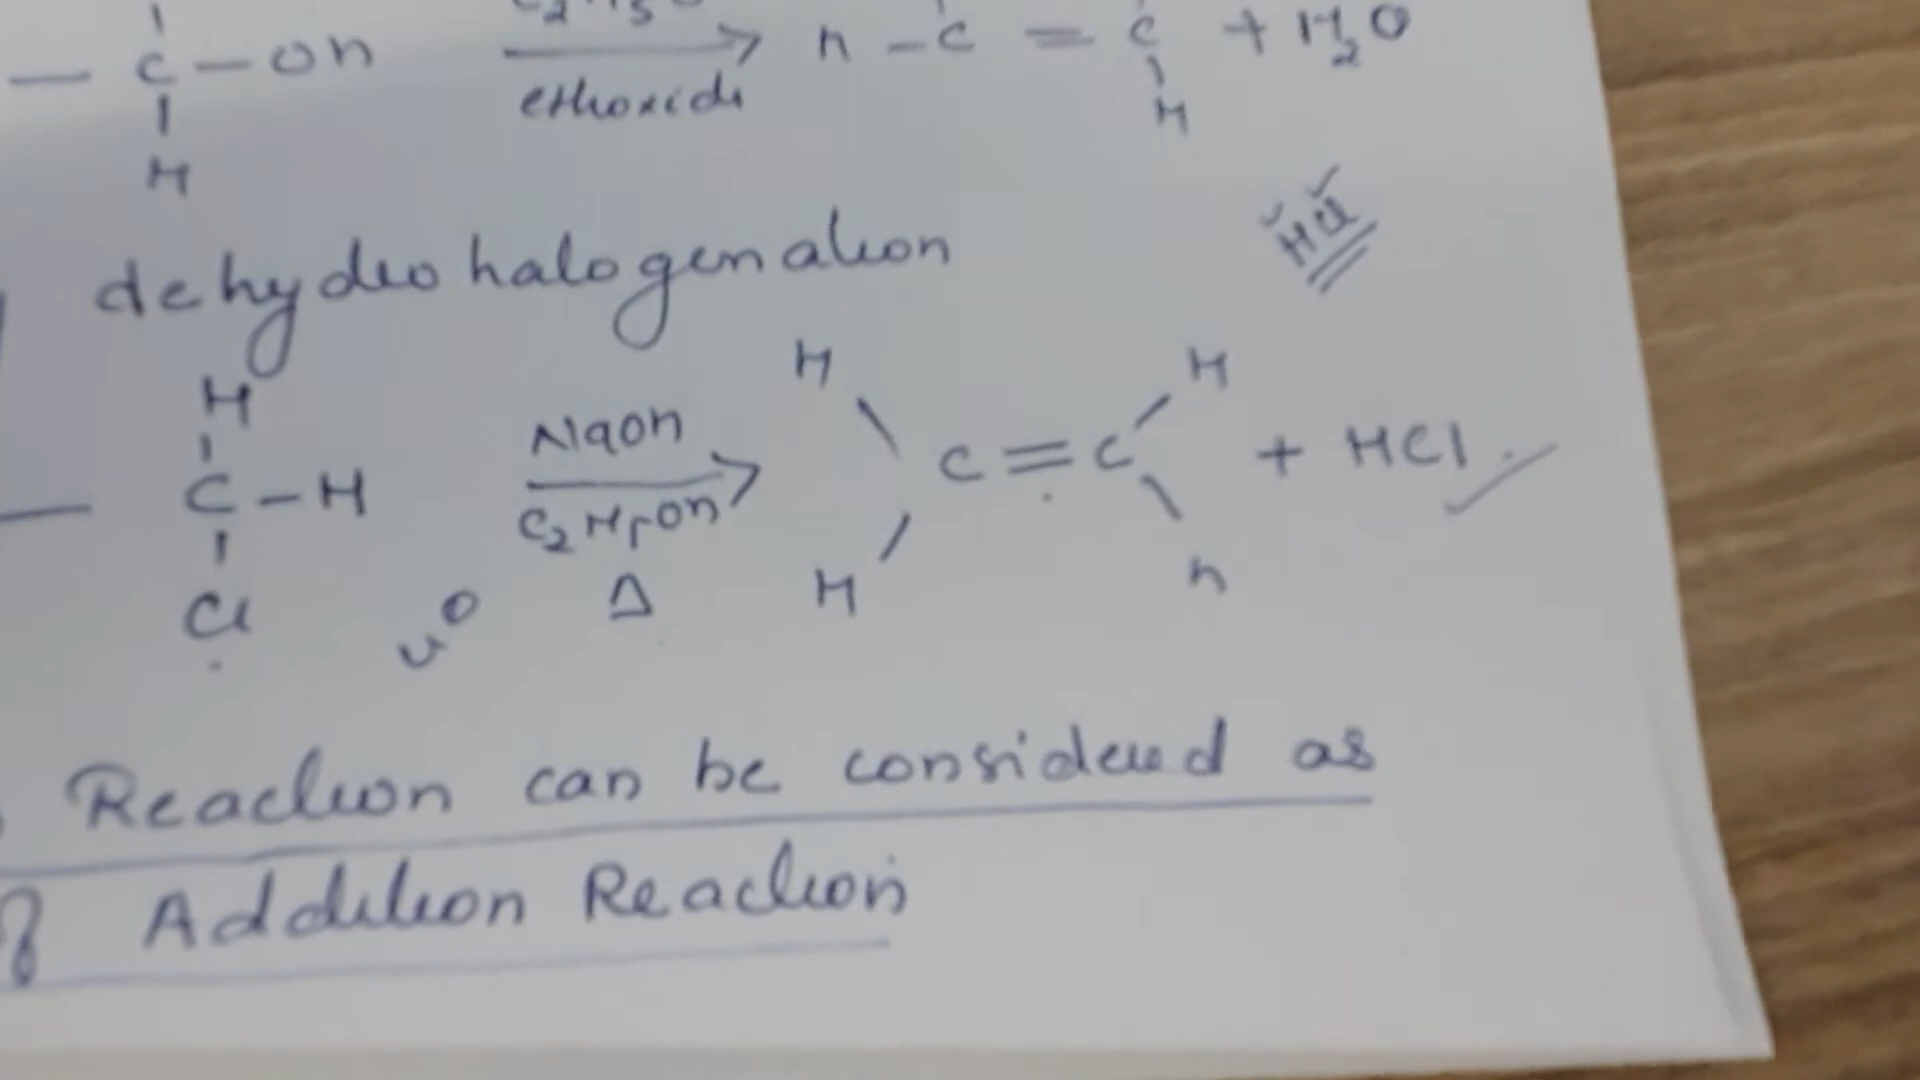 — C — OH → H — C = C + H2O
ethoxide
H H
HCl
dehydrohalogenation
H H H
— C — H NaOH → C = C + HCl
C2H5OH
Cl Δ H H
Reaction can be considered as
Addition Reaction